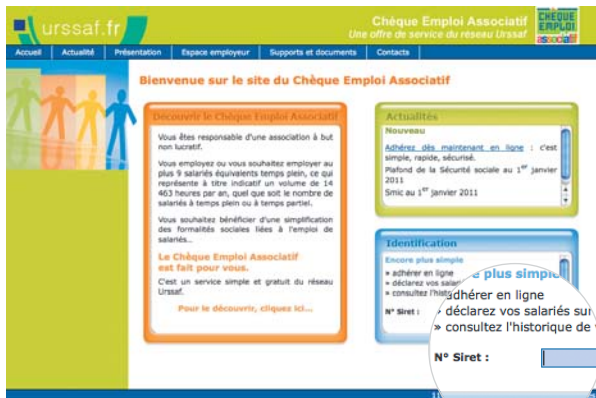 urssaf.fr
Chèque Emploi Associatif
Une offre de service du réseau Urssaf
CHÈQUE
EMPLOI
associatif
Accueil Actualité Présentation Espace employeur Supports et documents Contacts
Bienvenue sur le site du Chèque Emploi Associatif
Découvrir le Chèque Emploi Associatif
Vous êtes responsable d'une association à but
non lucratif.
Vous employez ou vous souhaitez employer au
plus 9 salariés équivalents temps plein, ce qui
représente à titre indicatif un volume de 14
463 heures par an, quel que soit le nombre de
salariés à temps plein ou à temps partiel.
Vous souhaitez bénéficier d'une simplification
des formalités sociales liées à l'emploi de
salariés...
Le Chèque Emploi Associatif
est fait pour vous.
C'est un service simple et gratuit du réseau
Urssaf.
Pour le découvrir, cliquez ici...
Actualités
Nouveau
Adhérez dès maintenant en ligne : c'est
simple, rapide, sécurisé.
Plafond de la Sécurité sociale au 1er janvier
2011
Smic au 1er janvier 2011
Identification
Encore plus simple
» adhérer en ligne
» déclarez vos salar
» consultez l'histo
N° Siret :
e plus simple
adhérer en ligne
» déclarez vos salariés sur
» consultez l'historique de
N° Siret :